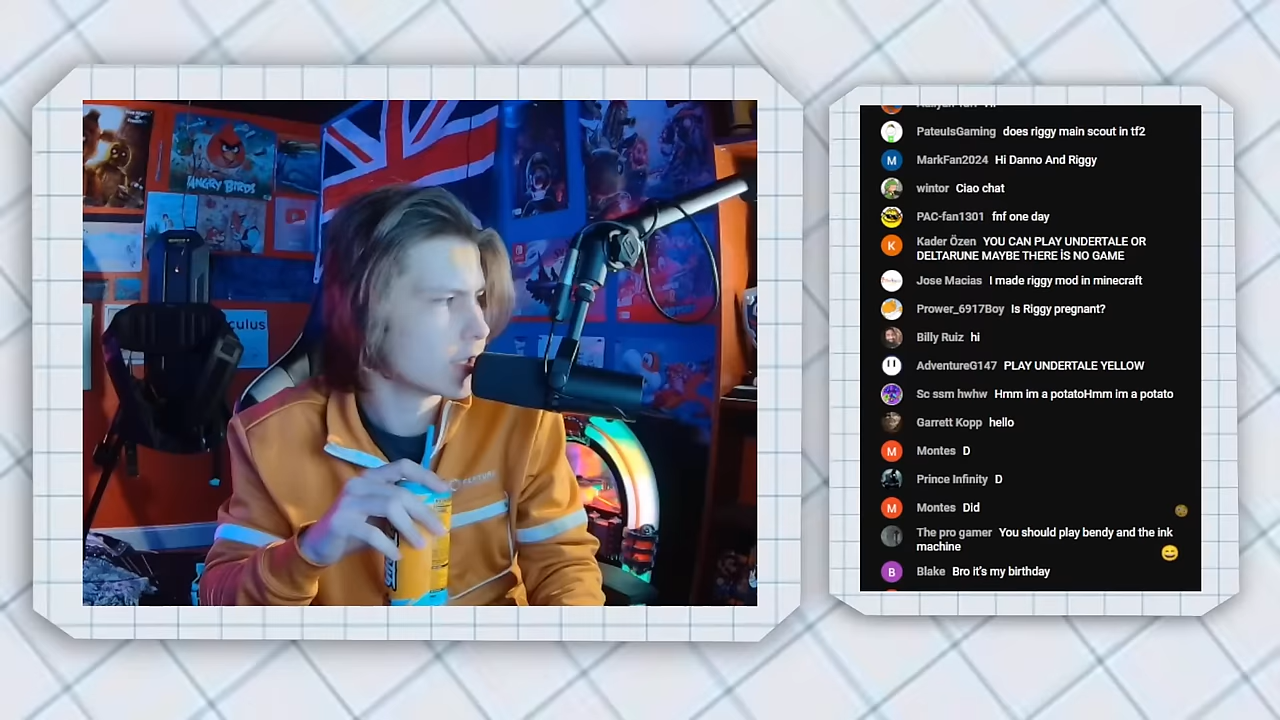 ANGRY BIRDS
culus
PateulsGaming does riggy main scout in tf2
MarkFan2024 Hi Danno And Riggy
wintor Ciao chat
PAC-fan1301 fnf one day
Kader Özen YOU CAN PLAY UNDERTALE OR
DELTARUNE MAYBE THERE İS NO GAME
Jose Macias I made riggy mod in minecraft
Prower_6917Boy Is Riggy pregnant?
Billy Ruiz hi
AdventureG147 PLAY UNDERTALE YELLOW
Sc ssm hwhw Hmm im a potatoHmm im a potato
Garrett Kopp hello
M Montes D
Prince Infinity D
M Montes Did
The pro gamer You should play bendy and the ink
machine
B Blake Bro it's my birthday